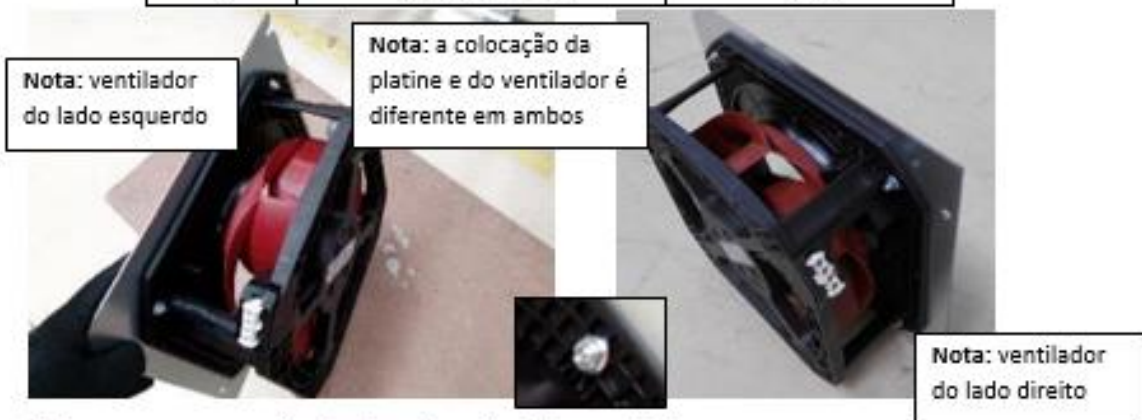 Nota: ventilador
do lado esquerdo
Nota: a colocação da
platine e do ventilador é
diferente em ambos
Nota: ventilador
do lado direito